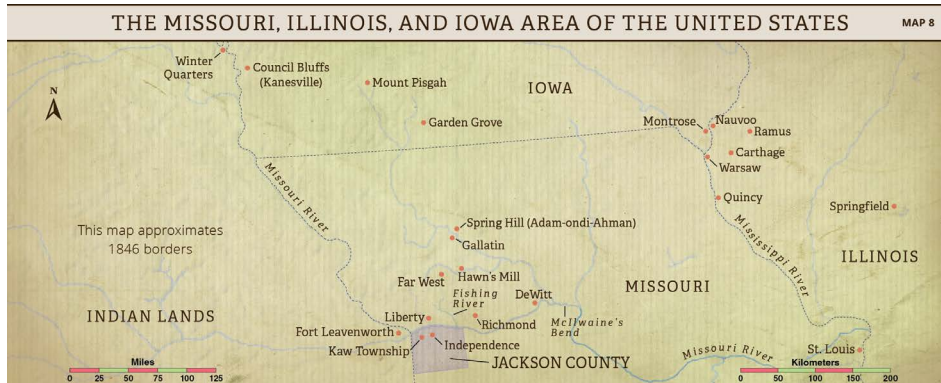 THE MISSOURI, ILLINOIS, AND IOWA AREA OF THE UNITED STATES
MAP 8
Winter
Quarters
Council Bluffs
(Kanesville)
Mount Pisgah
IOWA
N
Garden Grove
Montrose
Nauvoo
Ramus
Carthage
Warsaw
Missouri River
Quincy
Springfield
Spring Hill (Adam-ondi-Ahman)
Mississippi River
This map approximates
1846 borders
Gallatin
ILLINOIS
Far West
Hawn's Mill
MISSOURI
Fishing
River
DeWitt
INDIAN LANDS
Liberty
Richmond
McIlwaine's
Bend
Fort Leavenworth
Kaw Township
Independence
JACKSON COUNTY
Missouri River
St. Louis
Miles
0 25 50 75 100 125
Kilometers
0 50 100 150 200